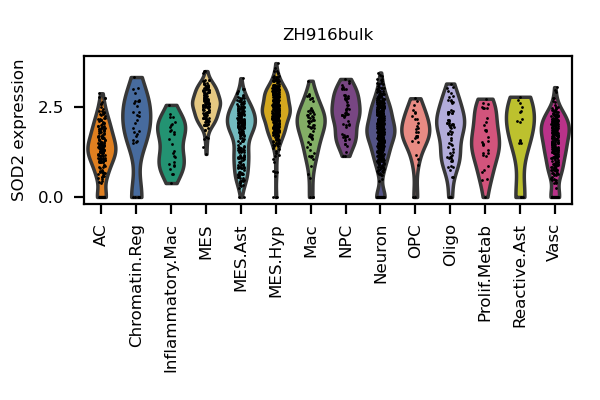 ZH916bulk
SOD2 expression
2.5
0.0
AC
Chromatin.Reg
Inflammatory.Mac
MES
MES.Ast
MES.Hyp
Mac
NPC
Neuron
OPC
Oligo
Prolif.Metab
Reactive.Ast
Vasc